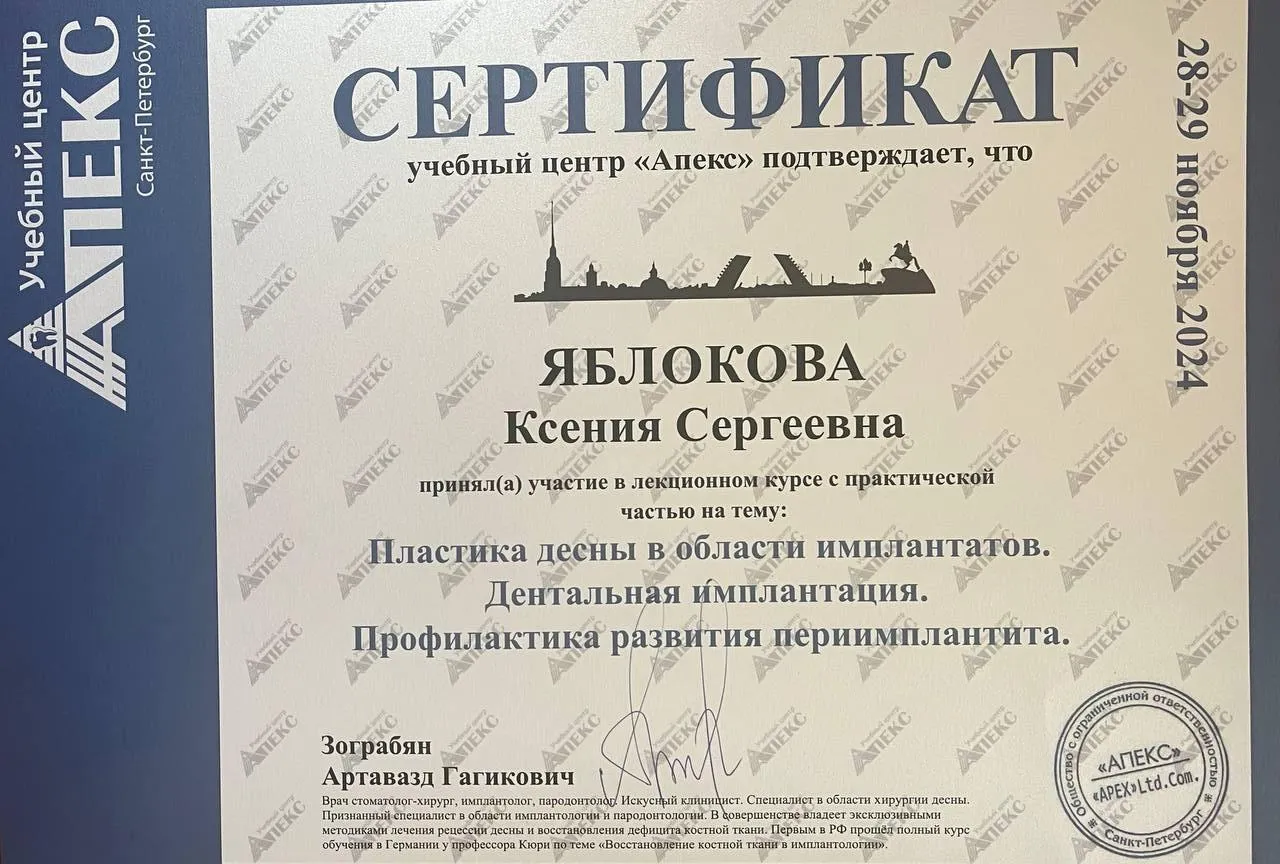 Учебный центр
АПЕКС
Санкт-Петербург
СЕРТИФИКАТ
учебный центр «Апекс» подтверждает, что
28-29 ноября 2024
ЯБЛОКОВА
Ксения Сергеевна
принял(а) участие в лекционном курсе с практической
частью на тему:
Пластика десны в области имплантатов.
Дентальная имплантация.
Профилактика развития периимплантита.
Зограбян
Артавазд Гагикович
Врач стоматолог-хирург, имплантолог, пародонтолог. Искусный клиницист. Специалист в области хирургии десны.
Признанный специалист в области имплантологии и пародонтологии. В совершенстве владеет эксклюзивными
методиками лечения рецессии десны и восстановления дефицита костной ткани. Первым в РФ прошёл полный курс
обучения в Германии у профессора Кюри по теме «Восстановление костной ткани в имплантологии».
Общество с ограниченной ответственностью
«АПЕКС»
«APEX»Ltd.Com.
Санкт-Петербург